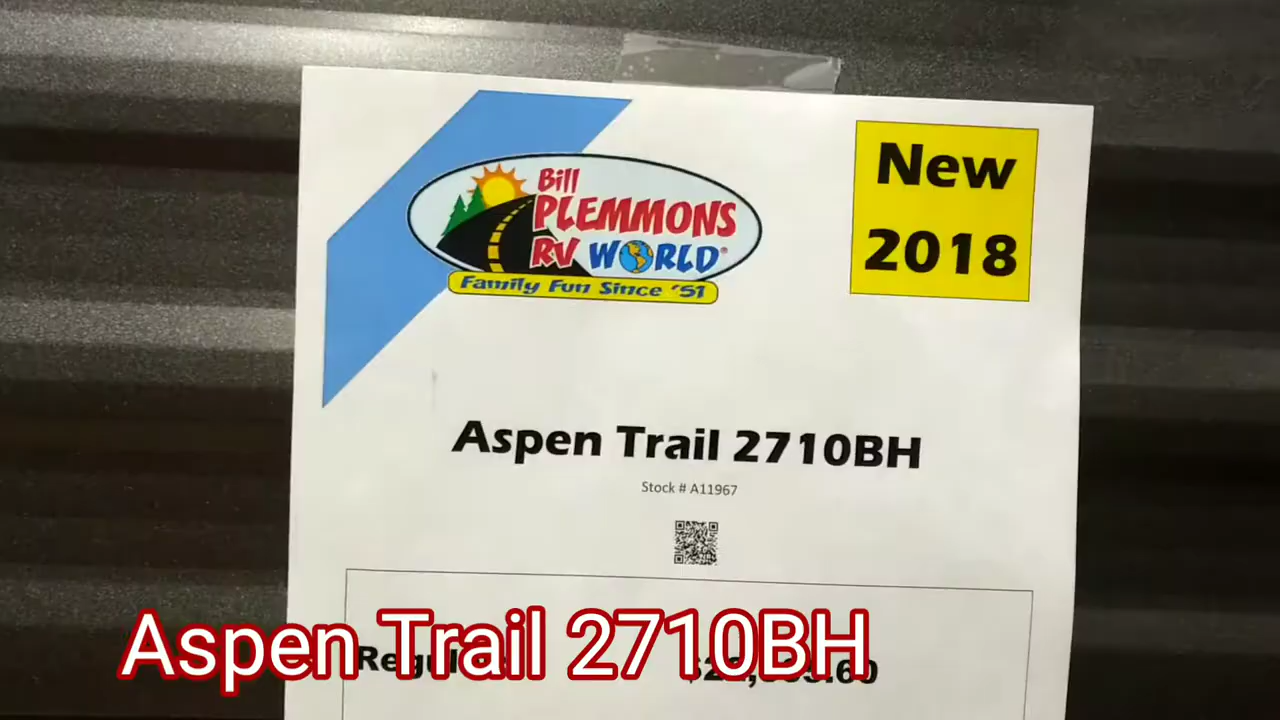 Bill
PLEMMONS
RV WORLD®
Family Fun Since '51
New
2018
Aspen Trail 2710BH
Stock # A11967
Aspen Trail 2710BH